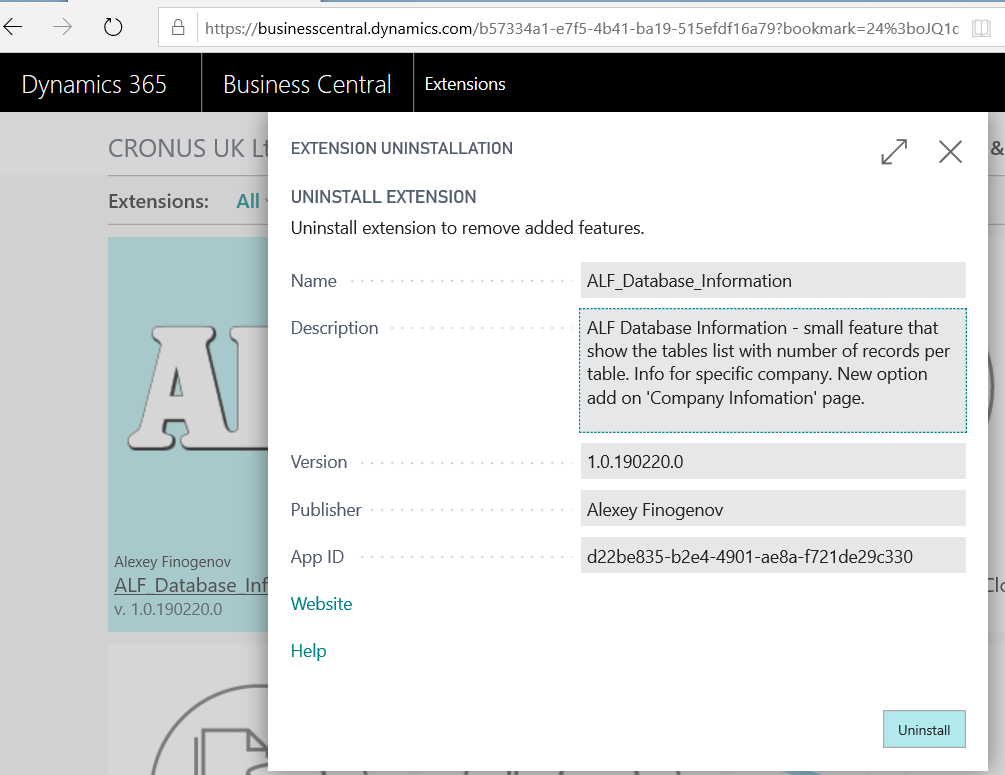 https://businesscentral.dynamics.com/b57334a1-e7f5-4b41-ba19-515efdf16a79?bookmark=24%3boJQ1c
Dynamics 365 Business Central Extensions
CRONUS UK Lt &
EXTENSION UNINSTALLATION
UNINSTALL EXTENSION
Extensions: All
Uninstall extension to remove added features.
Name ALF_Database_Information
Description ALF Database Information - small feature that
show the tables list with number of records per
table. Info for specific company. New option
add on 'Company Infomation' page.
AL
Version 1.0.190220.0
Publisher Alexey Finogenov
App ID d22be835-b2e4-4901-ae8a-f721de29c330
Alexey Finogenov
ALF_Database_Inf
v. 1.0.190220.0
Clo
Website
Help
Uninstall